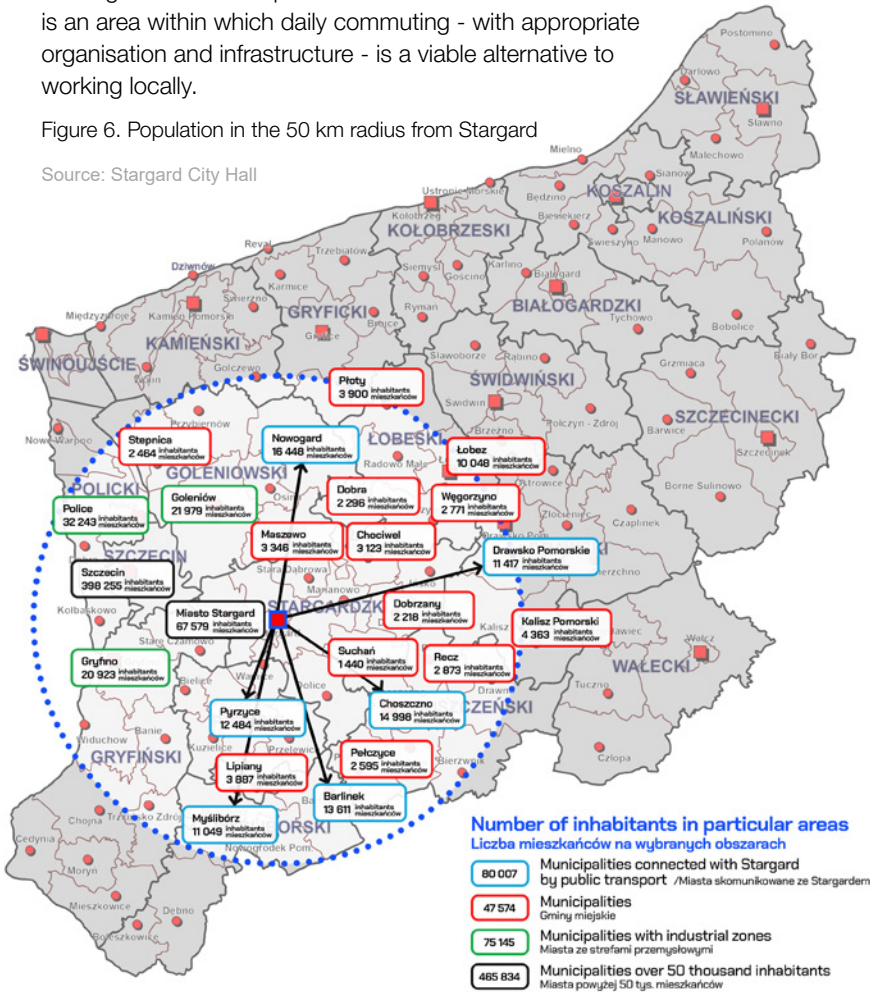 is an area within which daily commuting - with appropriate
organisation and infrastructure - is a viable alternative to
working locally.
Figure 6. Population in the 50 km radius from Stargard
Source: Stargard City Hall
Postomino
Darłowo
SŁAWIEŃSKI
Sławno
Malechowo
Mielno
Sianów
Ustronie Morskie
Będzino
KOSZALIN
Kołobrzeg
Biesiekierz
KOSZALIŃSKI
KOŁOBRZESKI
Świeszyno
Manowo
Polanów
Rewal
Trzebiatów
Dziwnów
Siemyśl
Gościno
Karlino
Białogard
Karnice
BIAŁOGARDZKI
Świerzno
Międzyzdroje
Kamień Pomorski
GRYFICKI
Brojce
Rymań
Tychowo
Bobolice
KAMIEŃSKI
Gryfice
Sławoborze
Rąbino
Biały Bór
ŚWINOUJŚCIE
Wolin
Golczewo
ŚWIDWIŃSKI
Grzmiąca
Płoty
3 900 inhabitants
mieszkańców
Świdwin
Połczyn - Zdrój
SZCZECINECKI
Przybiernów
Brzeżno
Barwice
Nowe Warpno
Stepnica
2 464 inhabitants
mieszkańców
Nowogard
16 448 inhabitants
mieszkańców
ŁOBESKI
Łobez
10 048 inhabitants
mieszkańców
Szczecinek
Radowo Małe
GOLENIOWSKI
POLICKI
Ostrowice
Borne Sulinowo
Goleniów
21 979 inhabitants
mieszkańców
Dobra
2 296 inhabitants
mieszkańców
Węgorzyno
2 771 inhabitants
mieszkańców
Police
32 243 inhabitants
mieszkańców
Złocieniec
Czaplinek
Maszewo
3 346 inhabitants
mieszkańców
Chociwel
3 123 inhabitants
mieszkańców
SZCZECIN
Drawsko Pomorskie
11 417 inhabitants
mieszkańców
Szczecin
398 255 inhabitants
mieszkańców
Stara Dąbrowa
Marianowo
Kołbaskowo
Miasto Stargard
67 579 inhabitants
mieszkańców
Dobrzany
2 218 inhabitants
mieszkańców
Kalisz Pomorski
4 363 inhabitants
mieszkańców
Kalisz
Stare Czarnowo
Suchań
1 440 inhabitants
mieszkańców
Recz
2 873 inhabitants
mieszkańców
Wałcz
WAŁECKI
Gryfino
20 923 inhabitants
mieszkańców
Bielice
Dolice
Tuczno
Pyrzyce
12 484 inhabitants
mieszkańców
Choszczno
14 998 inhabitants
mieszkańców
Banie
Widuchow
Kozielice
Przelewic
GRYFIŃSKI
Pełczyce
2 595 inhabitants
mieszkańców
Bierzwnik
Człopa
Lipiany
3 887 inhabitants
mieszkańców
Barlinek
13 611 inhabitants
mieszkańców
Chojna
Myślibórz
11 049 inhabitants
mieszkańców
Cedynia
Nowogródek Pom.
Moryń
Mieszkowice
Dębno
Boleszkowice
Number of inhabitants in particular areas
Liczba mieszkańców na wybranych obszarach
80 007 Municipalities connected with Stargard
by public transport /Miasta skomunikowane ze Stargardem
47 574 Municipalities
Gminy miejskie
75 145 Municipalities with industrial zones
Miasta ze strefami przemysłowymi
465 834 Municipalities over 50 thousand inhabitants
Miasta powyżej 50 tys. mieszkańców